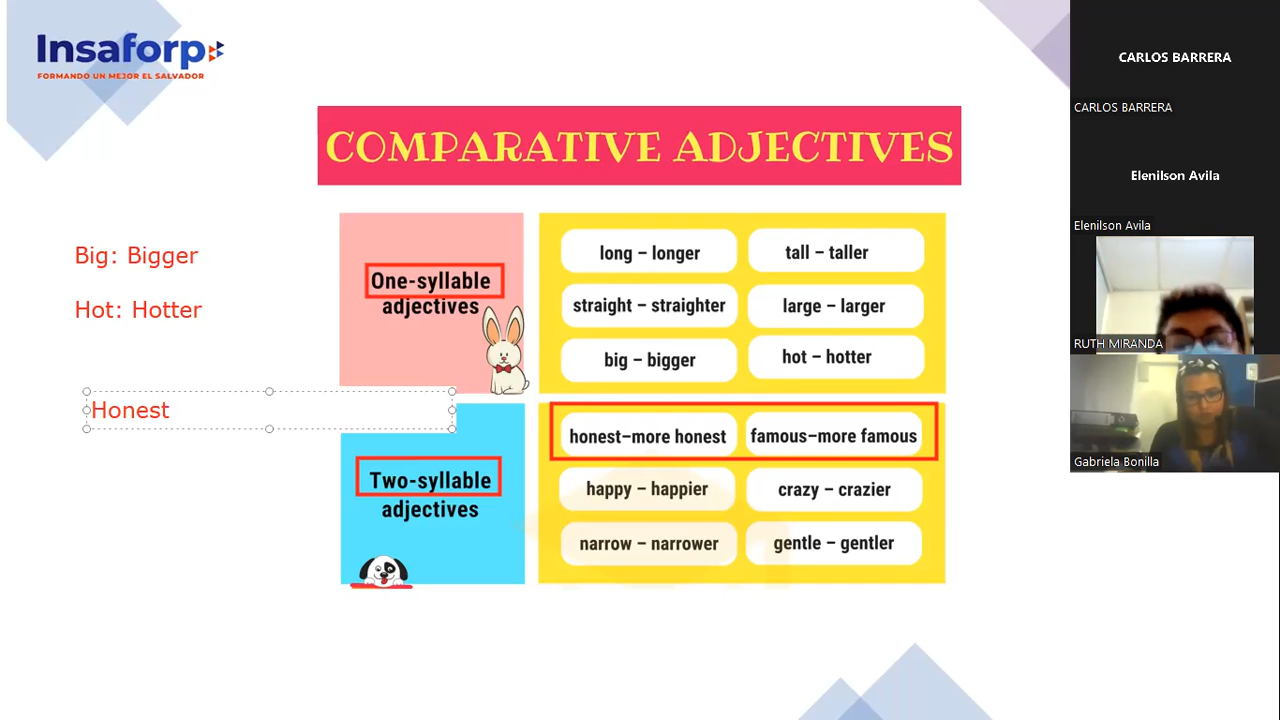 Insaforp
FORMANDO UN MEJOR EL SALVADOR
COMPARATIVE ADJECTIVES
Big: Bigger
Hot: Hotter
Honest
One-syllable
adjectives
long – longer
tall – taller
straight – straighter
large – larger
big – bigger
hot – hotter
Two-syllable
adjectives
honest–more honest
famous–more famous
happy – happier
crazy – crazier
narrow – narrower
gentle – gentler
CARLOS BARRERA
CARLOS BARRERA
Elenilson Avila
Elenilson Avila
RUTH MIRANDA
Gabriela Bonilla